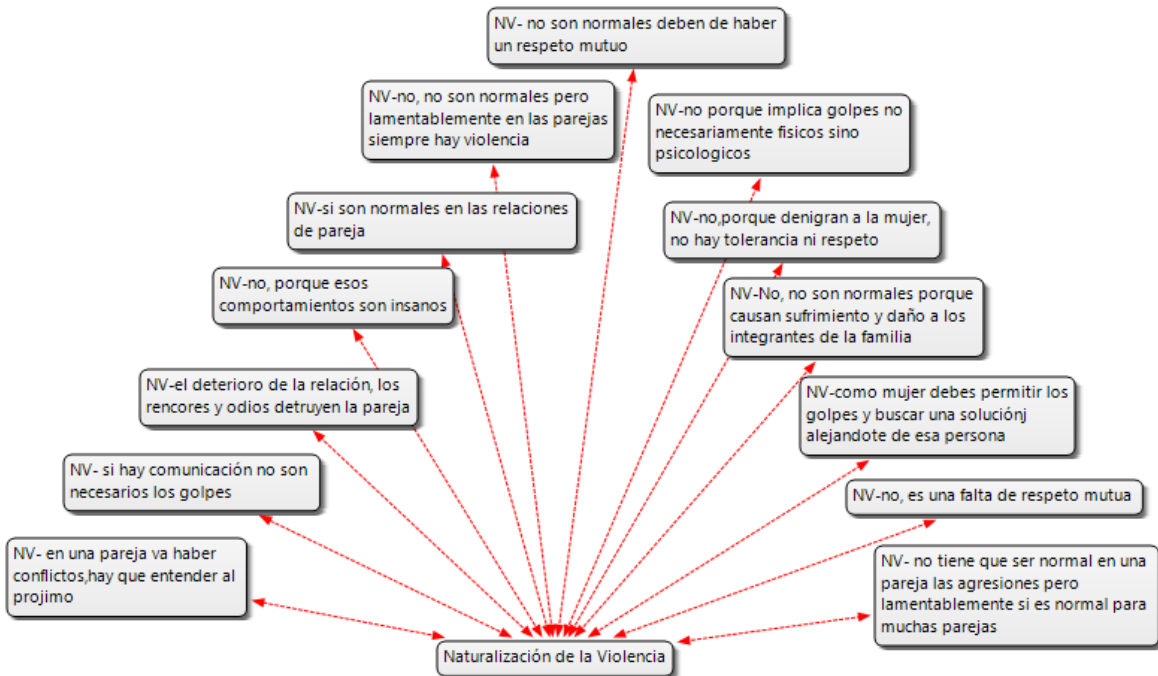 NV- no son normales deben de haber
un respeto mutuo
NV-no, no son normales pero
lamentablemente en las parejas
siempre hay violencia
NV-no porque implica golpes no
necesariamente fisicos sino
psicologicos
NV-si son normales en las relaciones
de pareja
NV-no,porque denigran a la mujer,
no hay tolerancia ni respeto
NV-no, porque esos
comportamientos son insanos
NV-No, no son normales porque
causan sufrimiento y daño a los
integrantes de la familia
NV-el deterioro de la relación, los
rencores y odios detruyen la pareja
NV-como mujer debes permitir los
golpes y buscar una soluciónj
alejandote de esa persona
NV- si hay comunicación no son
necesarios los golpes
NV-no, es una falta de respeto mutua
NV- en una pareja va haber
conflictos,hay que entender al
projimo
NV- no tiene que ser normal en una
pareja las agresiones pero
lamentablemente si es normal para
muchas parejas
Naturalización de la Violencia